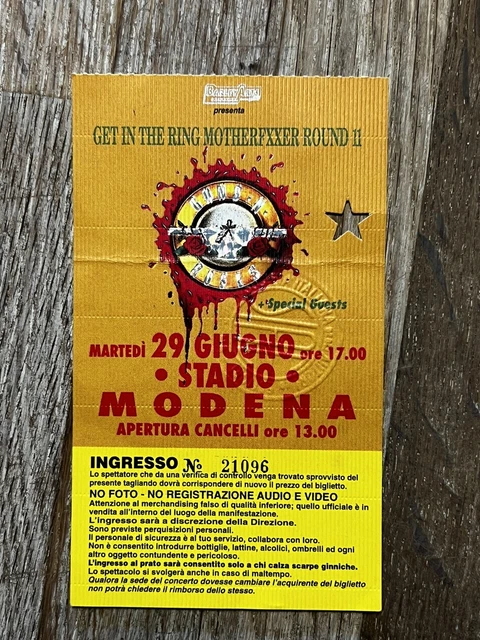 BARLEY ARTS
presenta
GET IN THE RING MOTHERFXXER ROUND 11
GUNS N'
ROSES
+ Special Guests
MARTEDÌ 29 GIUGNO ore 17.00
• STADIO •
MODENA
APERTURA CANCELLI ore 13.00
INGRESSO № 21096
Lo spettatore che da una verifica di controllo venga trovato sprovvisto del
presente tagliando dovrà corrispondere di nuovo il prezzo del biglietto.
NO FOTO - NO REGISTRAZIONE AUDIO E VIDEO
Attenzione al merchandising falso di qualità inferiore; quello ufficiale è in
vendita all'interno del luogo della manifestazione.
L'ingresso sarà a discrezione della Direzione.
Sono previste perquisizioni personali.
Il personale di sicurezza è al tuo servizio, collabora con loro.
Non è consentito introdurre bottiglie, lattine, alcolici, ombrelli ed ogni
altro oggetto contundente e pericoloso.
L'ingresso al prato sarà consentito solo a chi calza scarpe ginniche.
Lo spettacolo si svolgerà anche in caso di maltempo.
Qualora la sede del concerto dovesse cambiare l'acquirente del biglietto
non potrà chiedere il rimborso dello stesso.